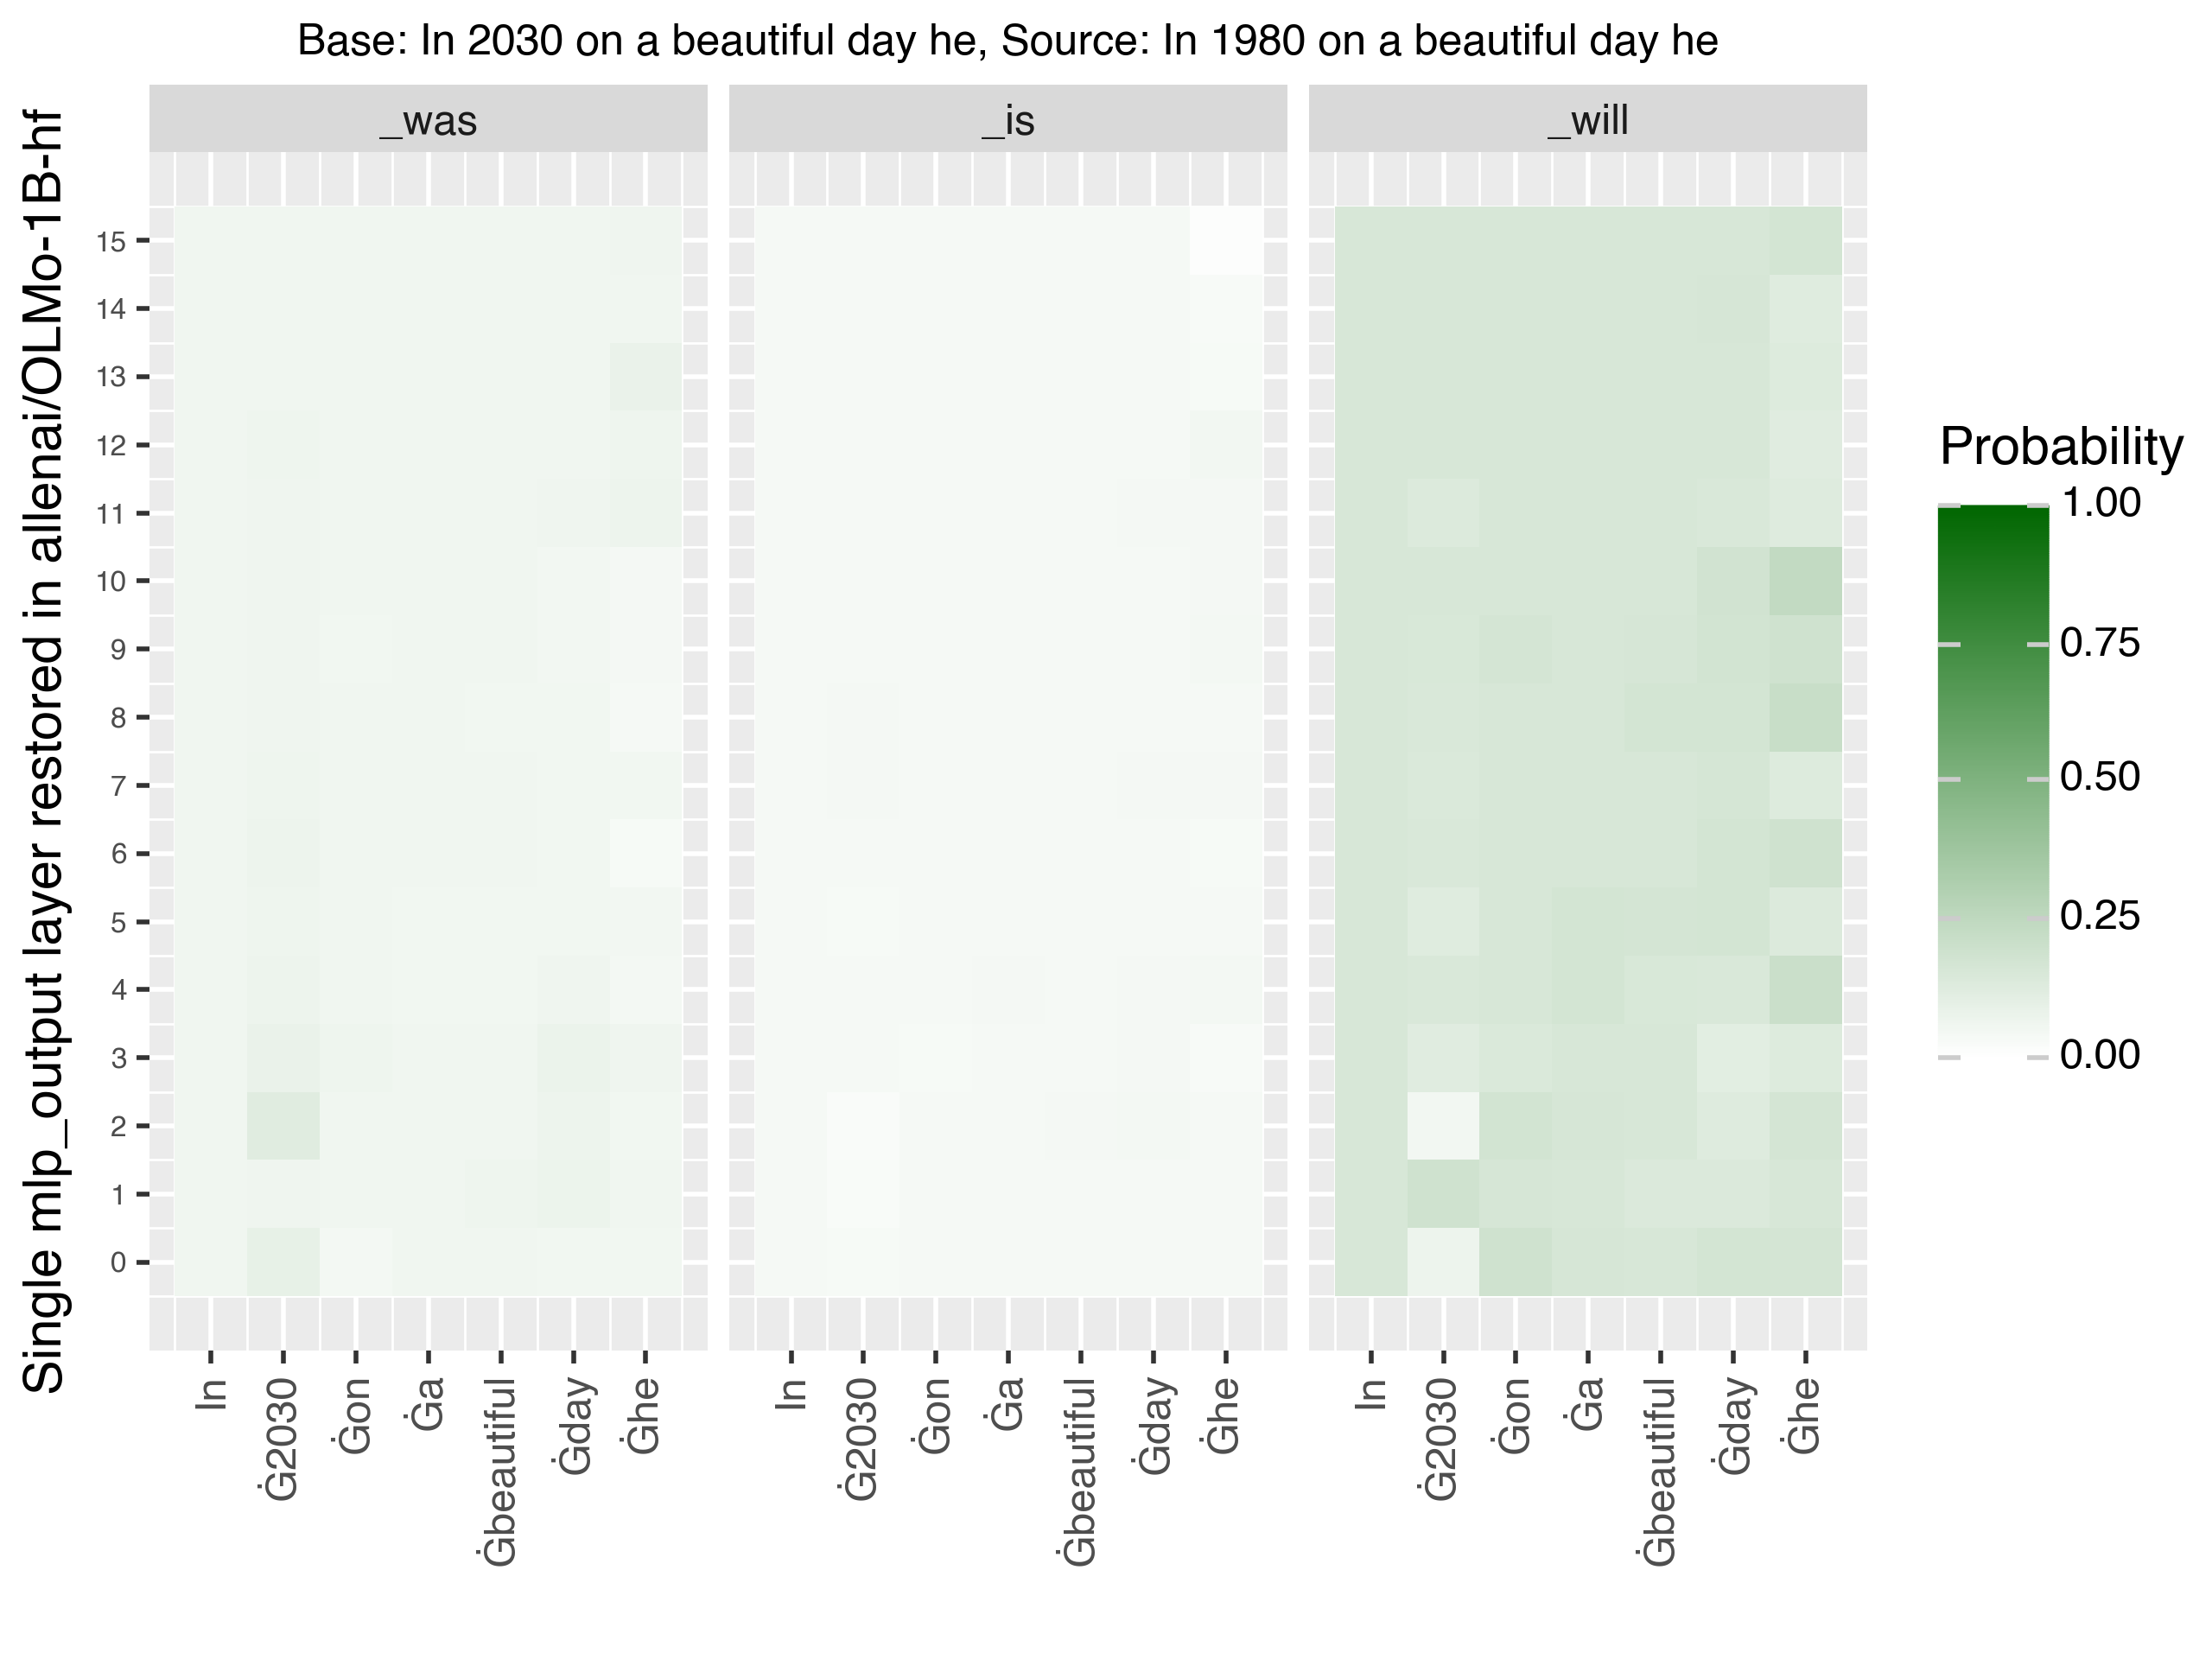 Base: In 2030 on a beautiful day he, Source: In 1980 on a beautiful day he
_was
_is
_will
Single mlp_output layer restored in allenai/OLMo-1B-hf
15
14
13
12
11
10
9
8
7
6
5
4
3
2
1
0
In
Ġ2030
Ġon
Ġa
Ġbeautiful
Ġday
Ġhe
In
Ġ2030
Ġon
Ġa
Ġbeautiful
Ġday
Ġhe
In
Ġ2030
Ġon
Ġa
Ġbeautiful
Ġday
Ġhe
Probability
1.00
0.75
0.50
0.25
0.00